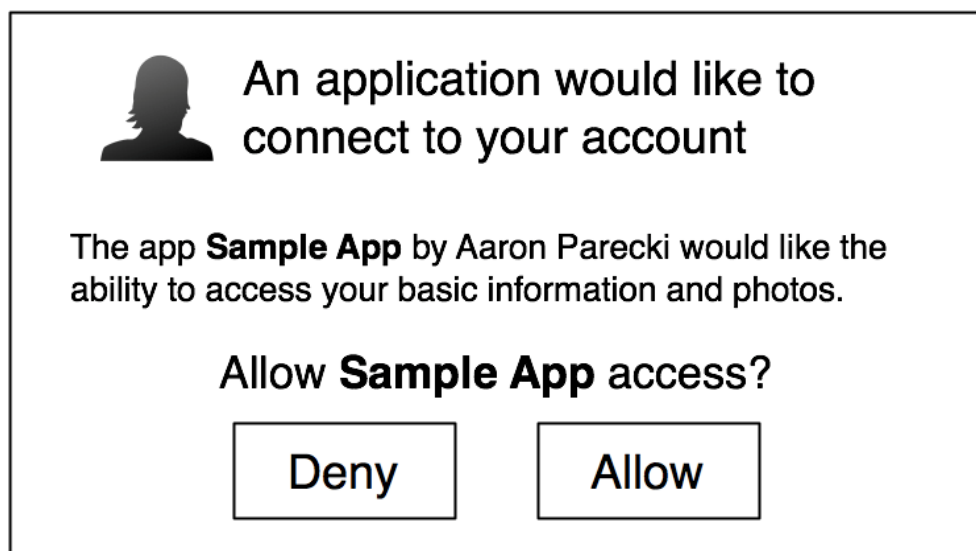 An application would like to
connect to your account
The app Sample App by Aaron Parecki would like the
ability to access your basic information and photos.
Allow Sample App access?
Deny
Allow